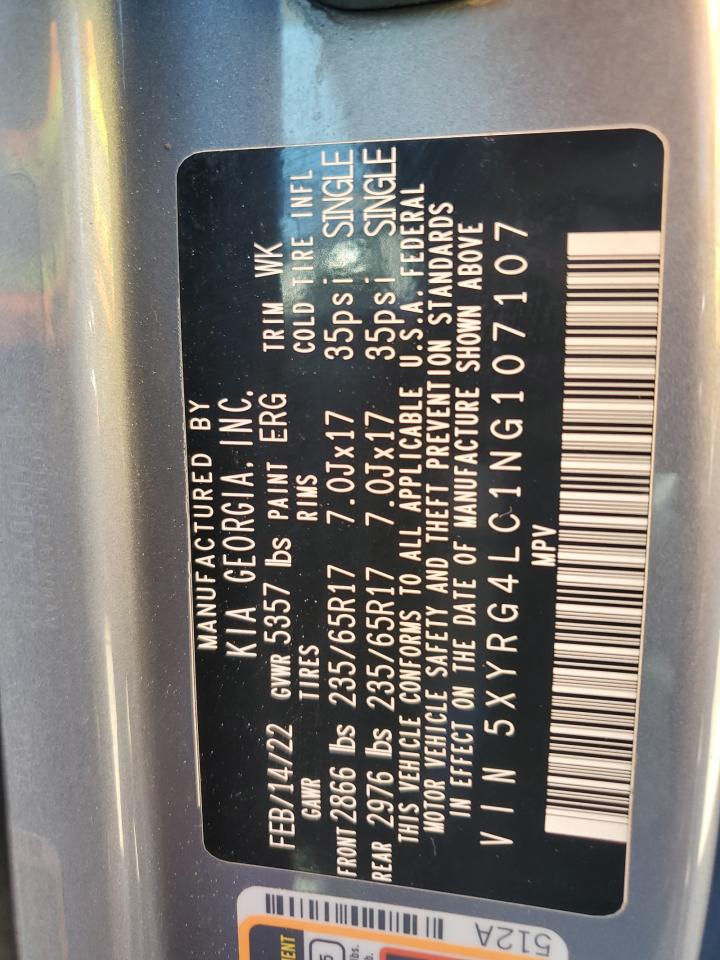 MANUFACTURED BY
KIA GEORGIA, INC.
FEB/14/22 GVWR 5357 lbs PAINT ERG TRIM WK
GAWR TIRES RIMS COLD TIRE INFL
FRONT 2866 lbs 235/65R17 7.0Jx17 35psi SINGLE
REAR 2976 lbs 235/65R17 7.0Jx17 35psi SINGLE
THIS VEHICLE CONFORMS TO ALL APPLICABLE U.S.A. FEDERAL
MOTOR VEHICLE SAFETY AND THEFT PREVENTION STANDARDS
IN EFFECT ON THE DATE OF MANUFACTURE SHOWN ABOVE
VIN 5XYRG4LC1NG107107
MPV
512A
5
lbs.